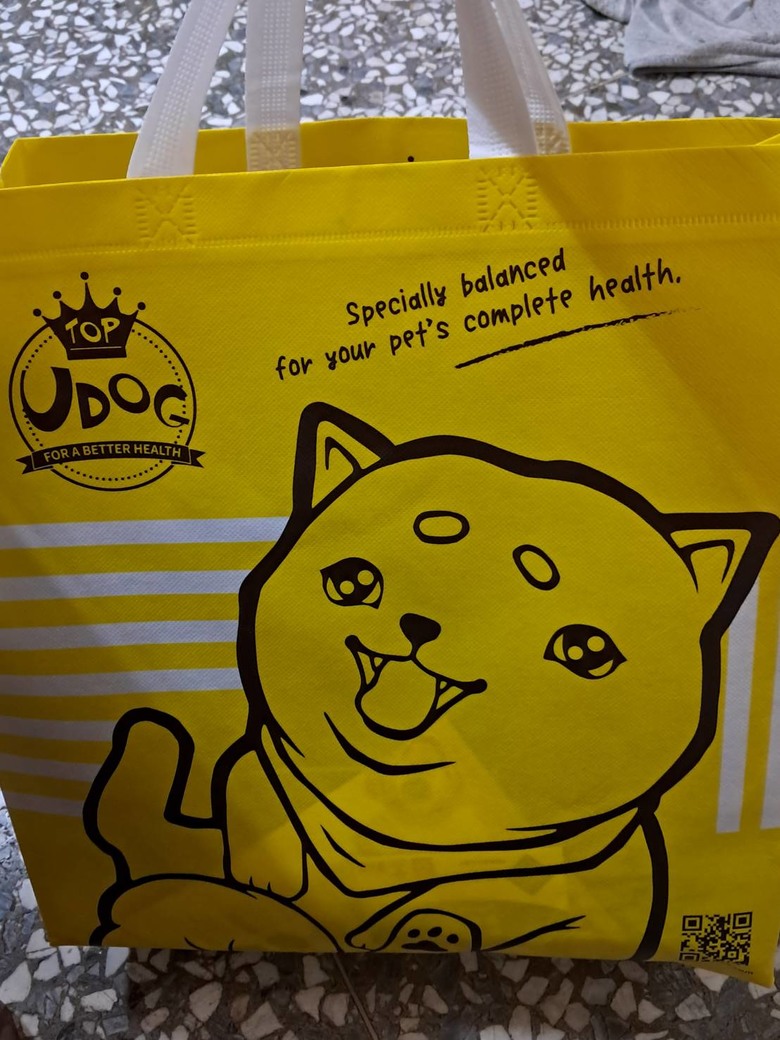 Specially balanced
for your pet's complete health.
TOP
UDOG
FOR A BETTER HEALTH